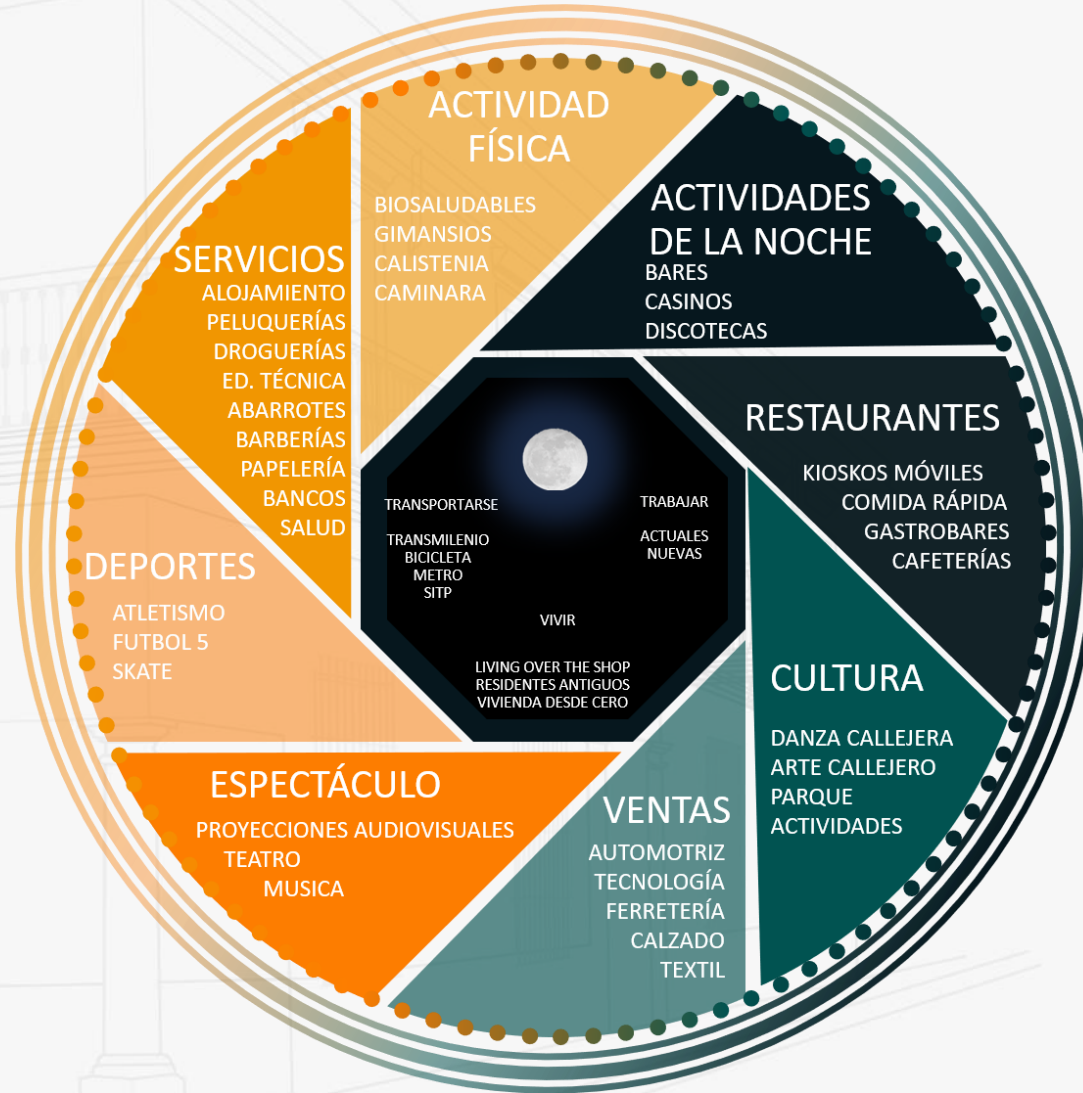 ACTIVIDAD
FÍSICA
BIOSALUDABLES
GIMANSIOS
CALISTENIA
CAMINARA
ACTIVIDADES
DE LA NOCHE
BARES
CASINOS
DISCOTECAS
RESTAURANTES
KIOSKOS MÓVILES
COMIDA RÁPIDA
GASTROBARES
CAFETERÍAS
CULTURA
DANZA CALLEJERA
ARTE CALLEJERO
PARQUE
ACTIVIDADES
VENTAS
AUTOMOTRIZ
TECNOLOGÍA
FERRETERÍA
CALZADO
TEXTIL
ESPECTÁCULO
PROYECCIONES AUDIOVISUALES
TEATRO
MUSICA
DEPORTES
ATLETISMO
FUTBOL 5
SKATE
SERVICIOS
ALOJAMIENTO
PELUQUERÍAS
DROGUERÍAS
ED. TÉCNICA
ABARROTES
BARBERÍAS
PAPELERÍA
BANCOS
SALUD
TRANSPORTARSE
TRANSMILENIO
BICICLETA
METRO
SITP
TRABAJAR
ACTUALES
NUEVAS
VIVIR
LIVING OVER THE SHOP
RESIDENTES ANTIGUOS
VIVIENDA DESDE CERO